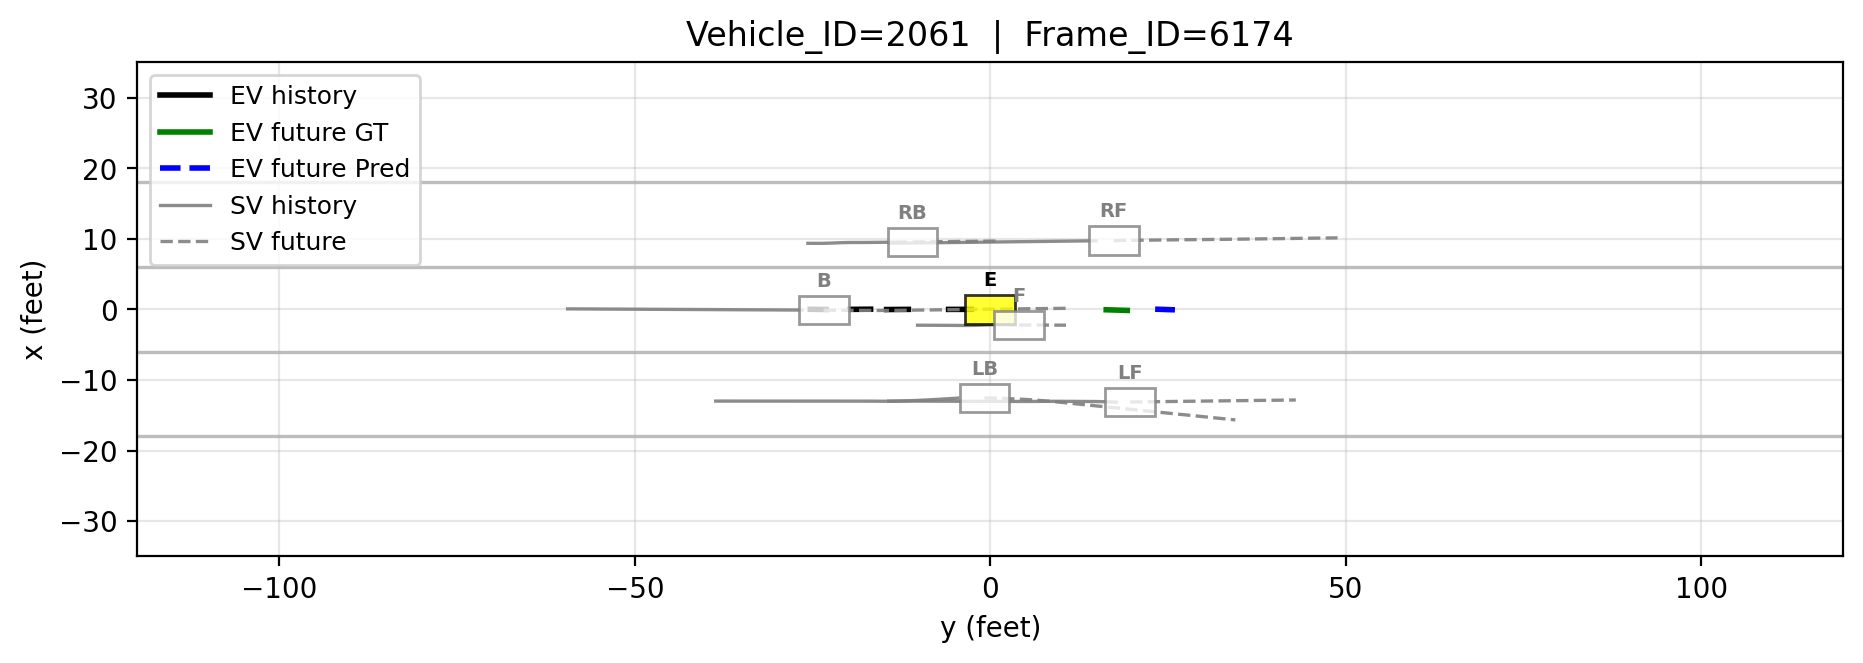 Vehicle_ID=2061 | Frame_ID=6174
EV history
EV future GT
EV future Pred
SV history
SV future
RB
RF
B
E
F
LB
LF
30
20
10
0
−10
−20
−30
x (feet)
−100
−50
0
50
100
y (feet)